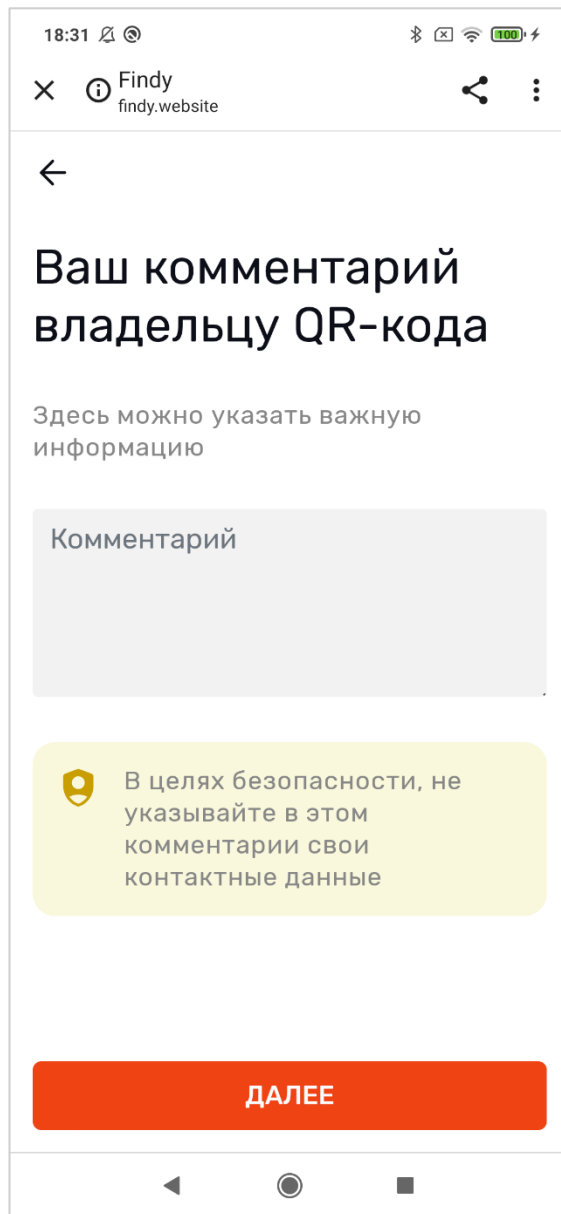 18:31
100
Findy
findy.website
Ваш комментарий
владельцу QR-кода
Здесь можно указать важную
информацию
Комментарий
В целях безопасности, не
указывайте в этом
комментарии свои
контактные данные
ДАЛЕЕ